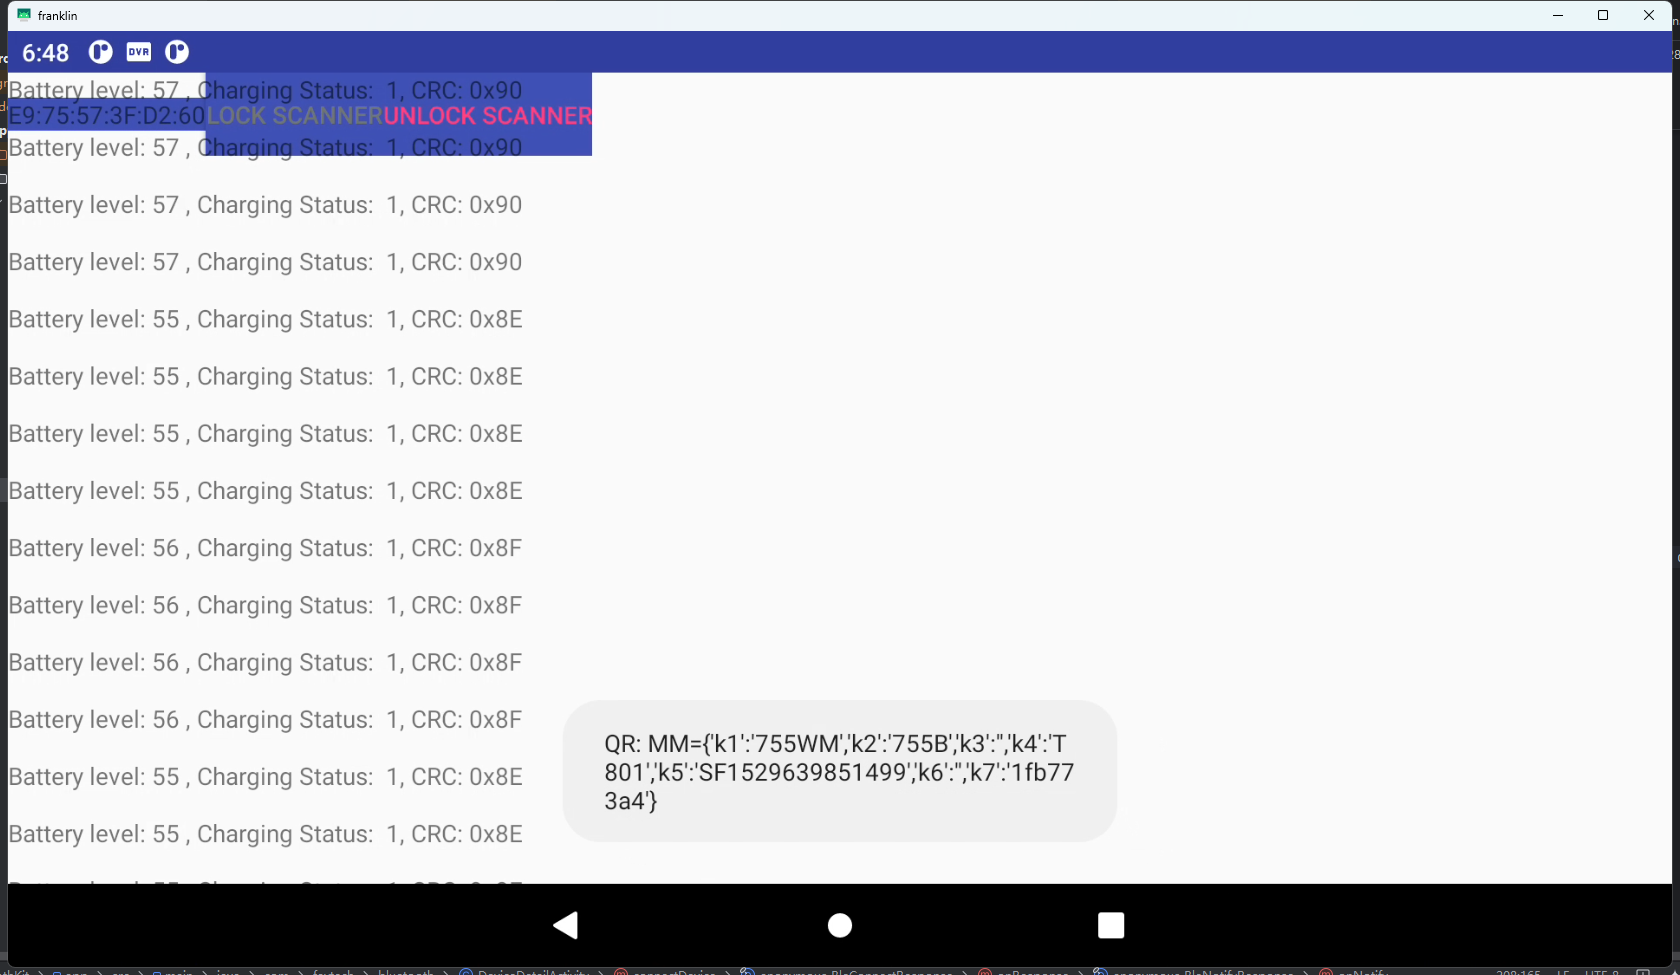 franklin
6:48
DVR
Battery level: 57 , Charging Status:  1, CRC: 0x90
E9:75:57:3F:D2:60 LOCK SCANNER UNLOCK SCANNER
Battery level: 57 , Charging Status:  1, CRC: 0x90
Battery level: 57 , Charging Status:  1, CRC: 0x90
Battery level: 57 , Charging Status:  1, CRC: 0x90
Battery level: 55 , Charging Status:  1, CRC: 0x8E
Battery level: 55 , Charging Status:  1, CRC: 0x8E
Battery level: 55 , Charging Status:  1, CRC: 0x8E
Battery level: 55 , Charging Status:  1, CRC: 0x8E
Battery level: 56 , Charging Status:  1, CRC: 0x8F
Battery level: 56 , Charging Status:  1, CRC: 0x8F
Battery level: 56 , Charging Status:  1, CRC: 0x8F
Battery level: 56 , Charging Status:  1, CRC: 0x8F
Battery level: 55 , Charging Status:  1, CRC: 0x8E
Battery level: 55 , Charging Status:  1, CRC: 0x8E
QR: MM={'k1':'755WM','k2':'755B','k3':'','k4':'T
801','k5':'SF1529639851499','k6':'','k7':'1fb77
3a4'}